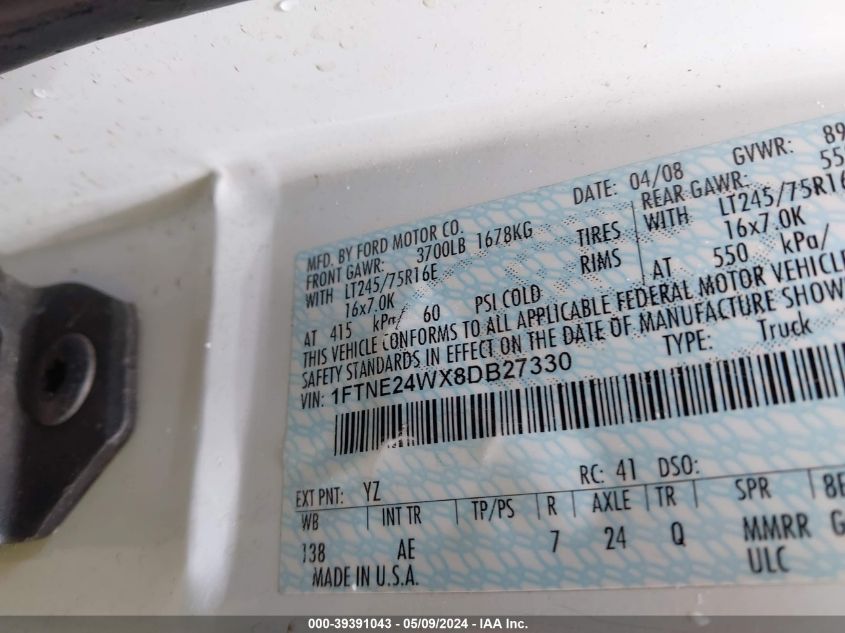 MFD. BY FORD MOTOR CO. DATE: 04/08 GVWR: 89
FRONT GAWR: 3700LB 1678KG REAR GAWR: 55
WITH LT245/75R16E TIRES WITH LT245/75R16
16x7.0K RIMS 16x7.0K
AT 415 kPa/ 60 PSI COLD AT 550 kPa/
THIS VEHICLE CONFORMS TO ALL APPLICABLE FEDERAL MOTOR VEHICLE
SAFETY STANDARDS IN EFFECT ON THE DATE OF MANUFACTURE SHOW
VIN: 1FTNE24WX8DB27330 TYPE: Truck
EXT PNT: YZ RC: 41 DSO:
WB INT TR TP/PS R AXLE TR SPR
138 AE 7 24 Q MMRR
ULC
MADE IN U.S.A.
000-39391043 / 05/09/2024 - IAA Inc.